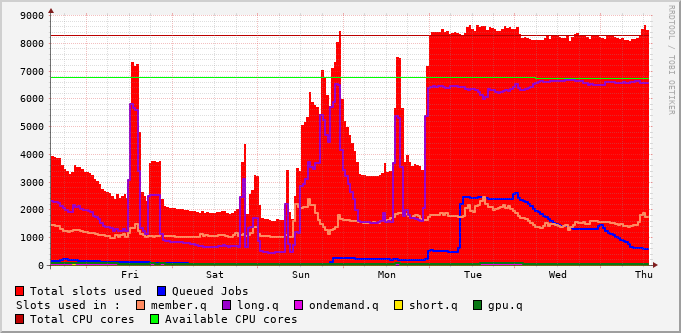 9000
8000
7000
6000
5000
4000
3000
2000
1000
0
Fri Sat Sun Mon Tue Wed Thu
RRDTOOL / TOBI OETIKER
Total slots used Queued Jobs
Slots used in : member.q long.q ondemand.q short.q gpu.q
Total CPU cores Available CPU cores